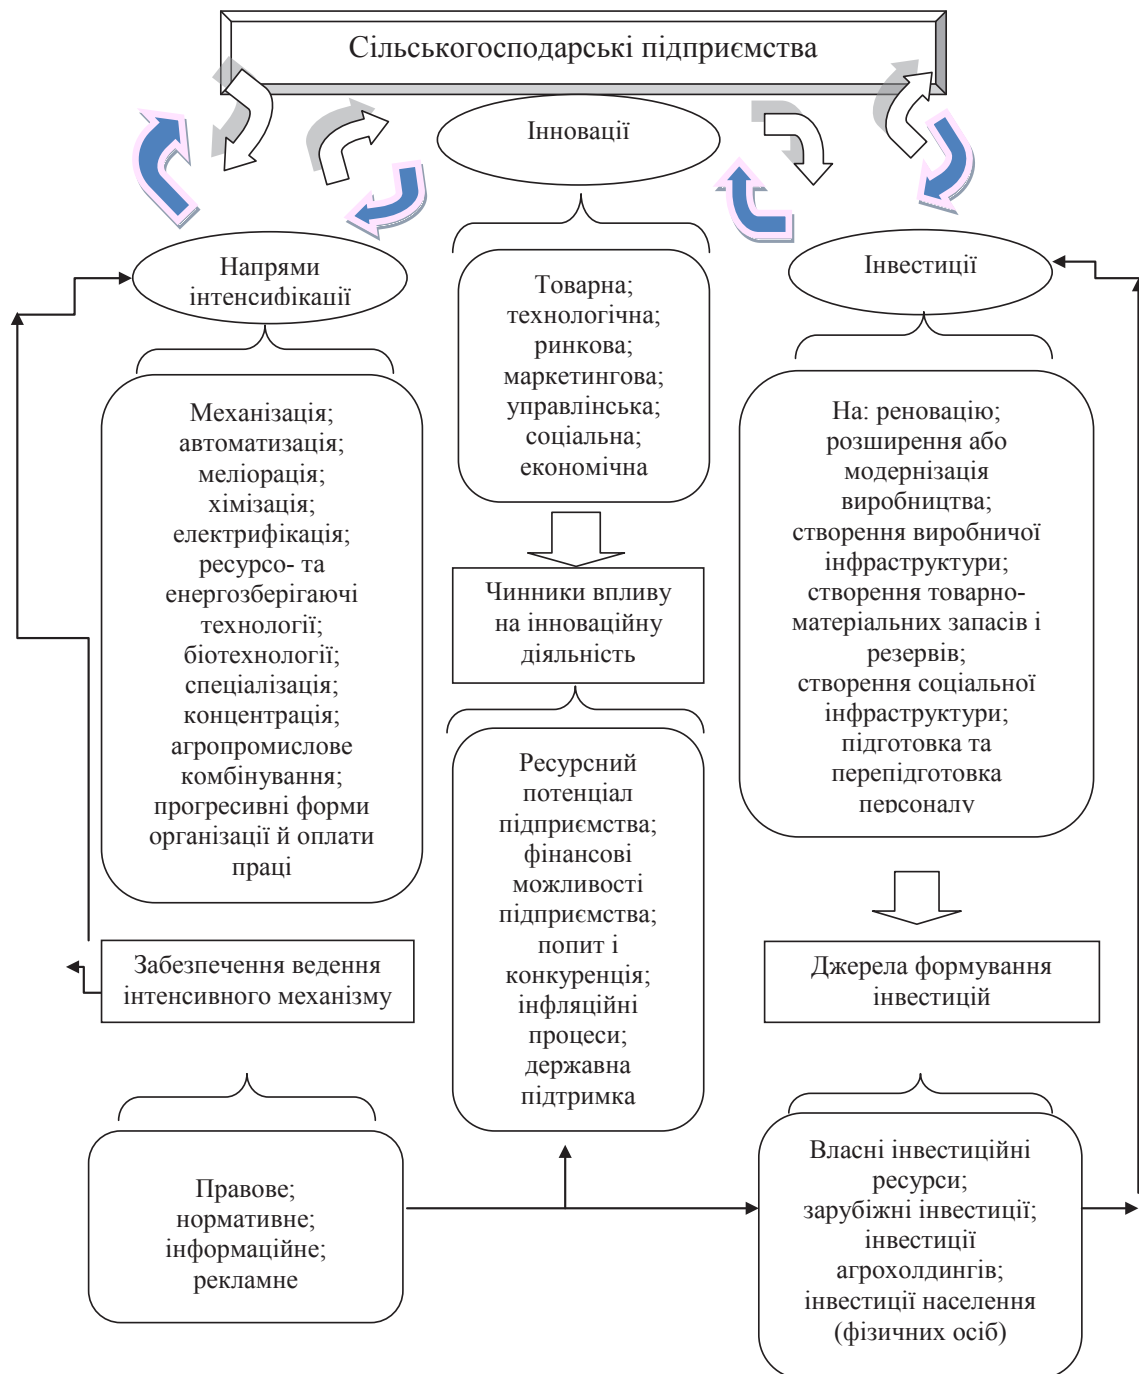 Сільськогосподарські підприємства
Інновації
Напрями
інтенсифікації
Інвестиції
Товарна;
технологічна;
ринкова;
маркетингова;
управлінська;
соціальна;
економічна
Механізація;
автоматизація;
меліорація;
хімізація;
електрифікація;
ресурсо- та
енергозберігаючі
технології;
біотехнології;
спеціалізація;
концентрація;
агропромислове
комбінування;
прогресивні форми
організації й оплати
праці
На: реновацію;
розширення або
модернізація
виробництва;
створення виробничої
інфраструктури;
створення товарно-
матеріальних запасів і
резервів;
створення соціальної
інфраструктури;
підготовка та
перепідготовка
персоналу
Чинники впливу
на інноваційну
діяльність
Ресурсний
потенціал
підприємства;
фінансові
можливості
підприємства;
попит і
конкуренція;
інфляційні
процеси;
державна
підтримка
Забезпечення ведення
інтенсивного механізму
Джерела формування
інвестицій
Правове;
нормативне;
інформаційне;
рекламне
Власні інвестиційні
ресурси;
зарубіжні інвестиції;
інвестиції
агрохолдингів;
інвестиції населення
(фізичних осіб)